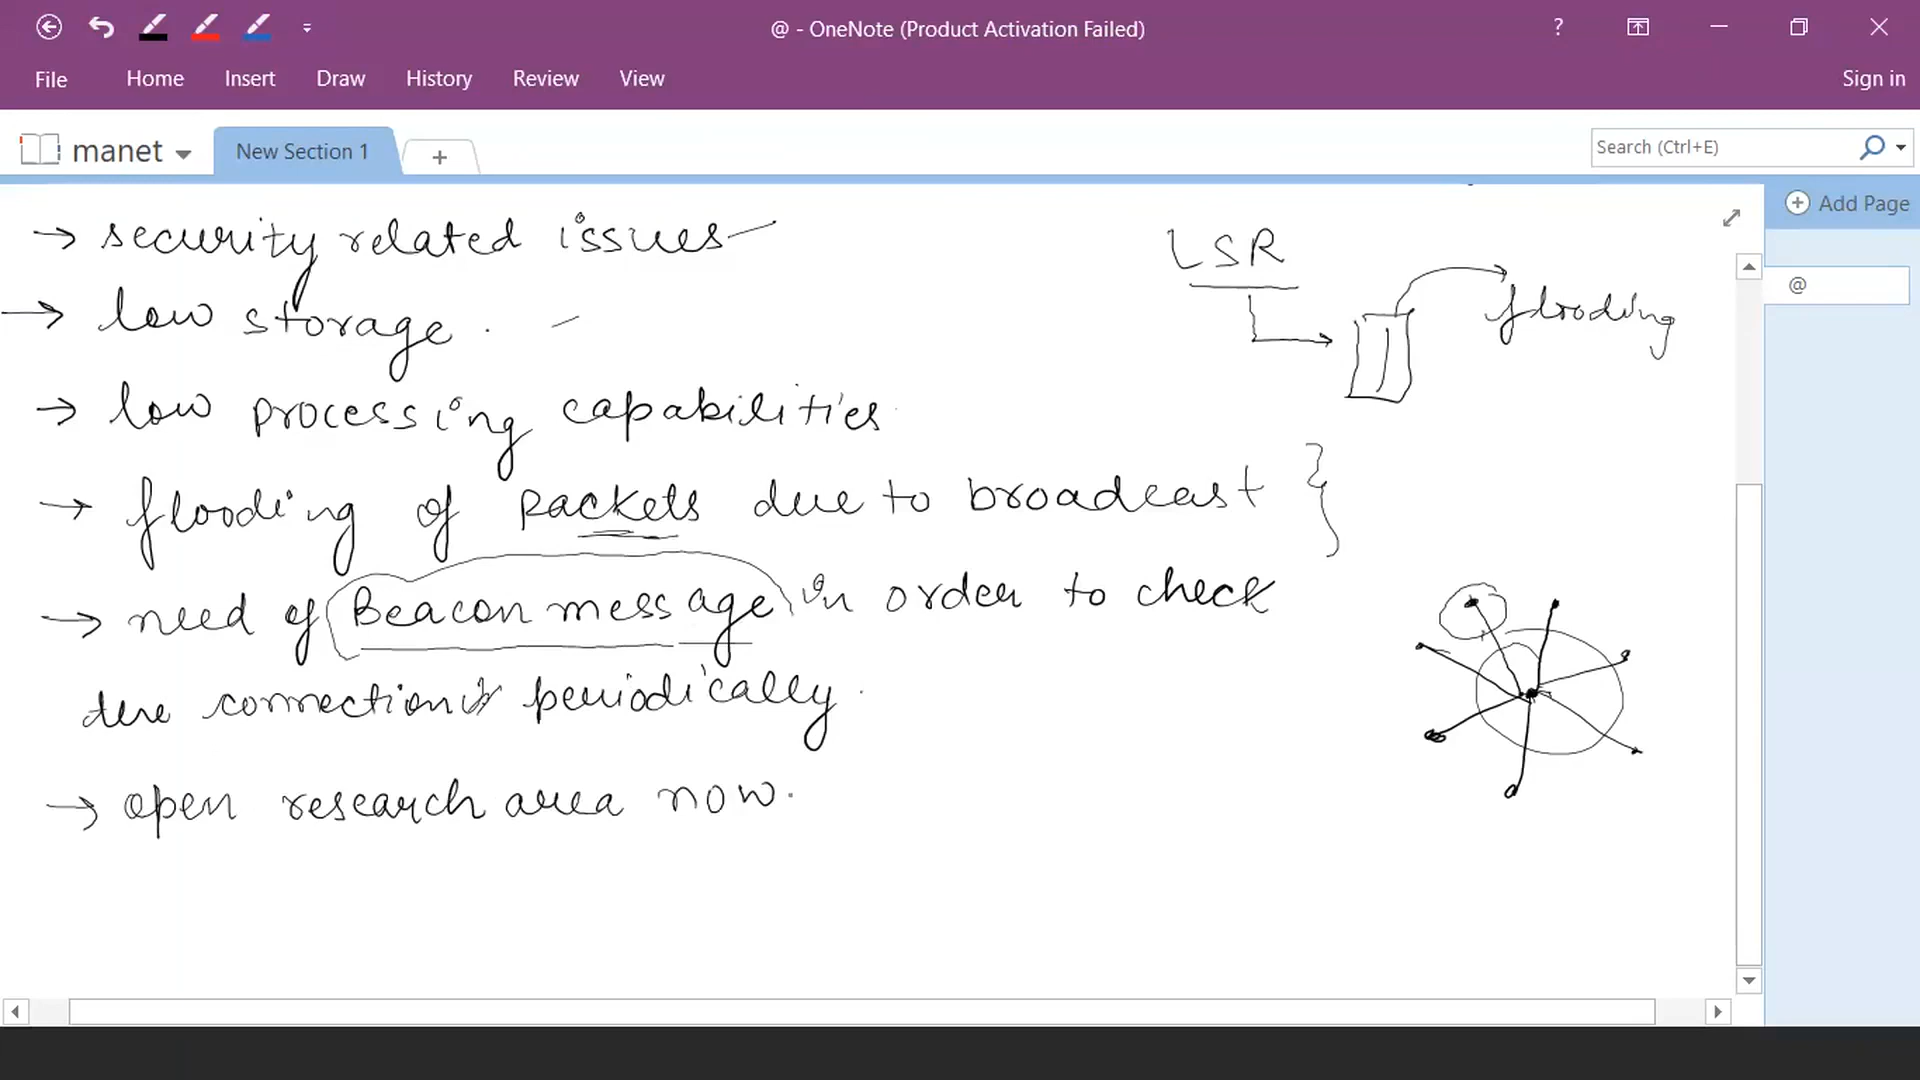 @ - OneNote (Product Activation Failed)
?
File Home Insert Draw History Review View
Sign in
manet
New Section 1
+
Search (Ctrl+E)
Add Page
@
→ security related issues
→ low storage.
→ low processing capabilities
→ flooding of packets due to broadcast }
→ need of Beacon message in order to check
the connection periodically.
→ open research area now.
LSR
flooding